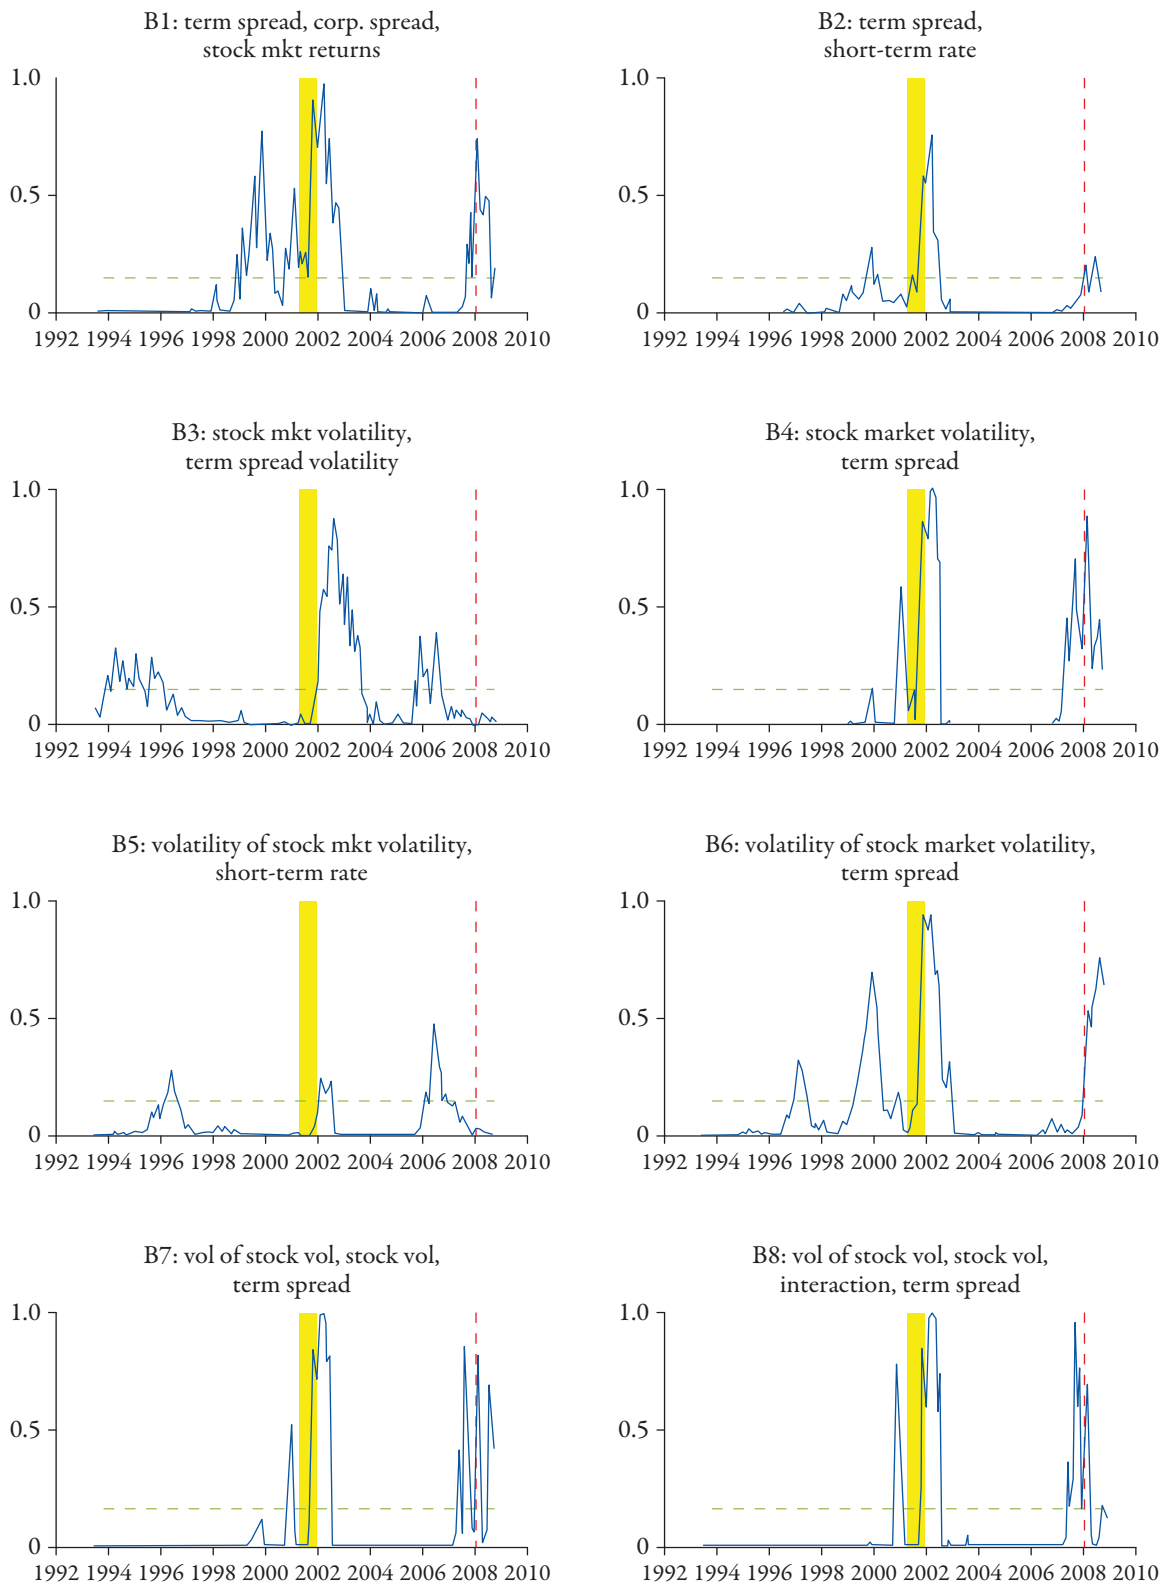 B1: term spread, corp. spread,
stock mkt returns
1.0
0.5
0
1992 1994 1996 1998 2000 2002 2004 2006 2008 2010
B2: term spread,
short-term rate
1.0
0.5
0
1992 1994 1996 1998 2000 2002 2004 2006 2008 2010
B3: stock mkt volatility,
term spread volatility
1.0
0.5
0
1992 1994 1996 1998 2000 2002 2004 2006 2008 2010
B4: stock market volatility,
term spread
1.0
0.5
0
1992 1994 1996 1998 2000 2002 2004 2006 2008 2010
B5: volatility of stock mkt volatility,
short-term rate
1.0
0.5
0
1992 1994 1996 1998 2000 2002 2004 2006 2008 2010
B6: volatility of stock market volatility,
term spread
1.0
0.5
0
1992 1994 1996 1998 2000 2002 2004 2006 2008 2010
B7: vol of stock vol, stock vol,
term spread
1.0
0.5
0
1992 1994 1996 1998 2000 2002 2004 2006 2008 2010
B8: vol of stock vol, stock vol,
interaction, term spread
1.0
0.5
0
1992 1994 1996 1998 2000 2002 2004 2006 2008 2010